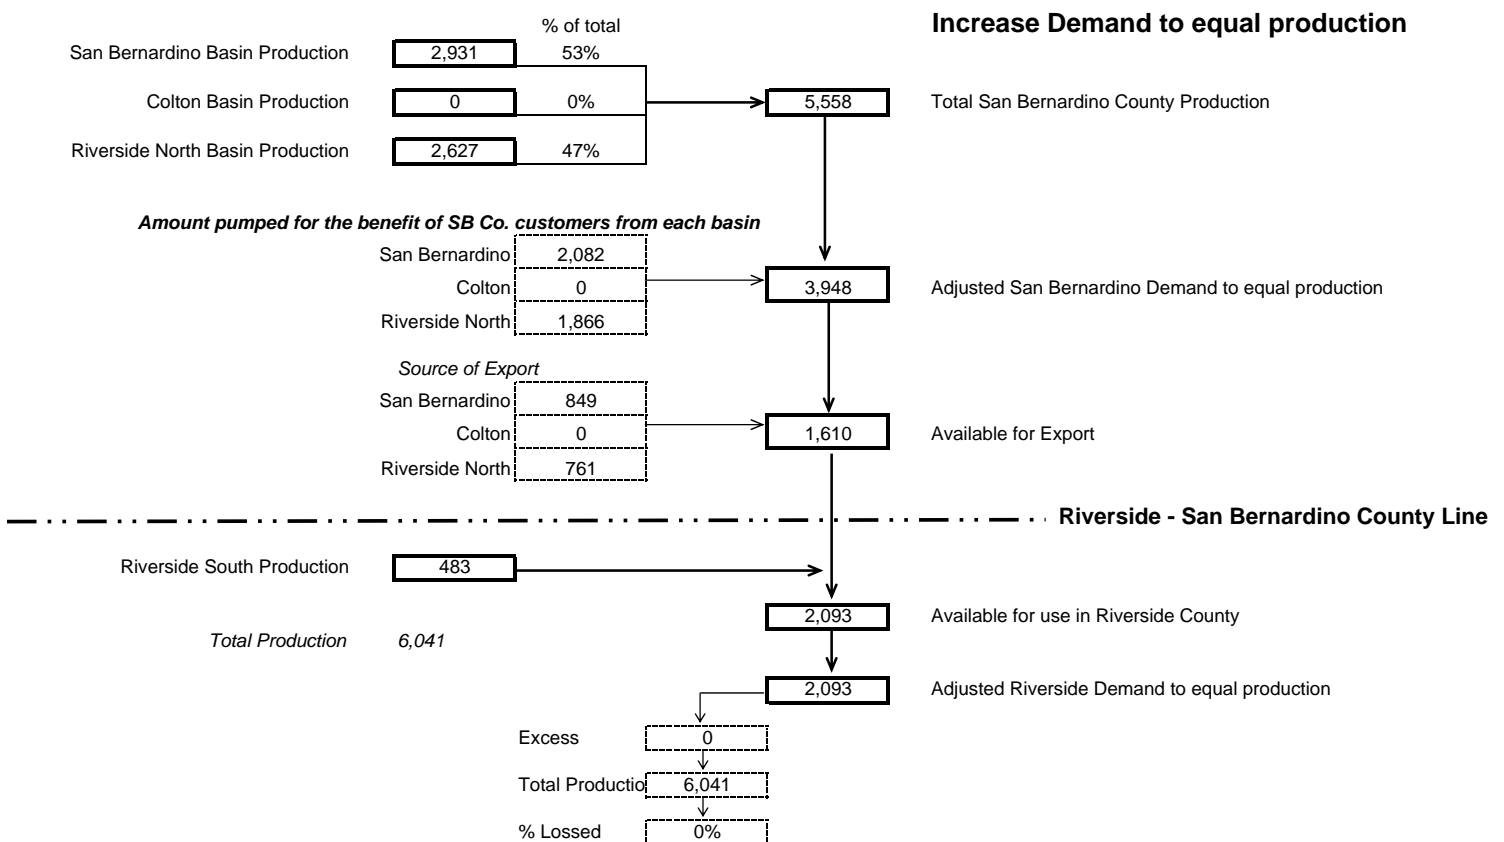 % of total
Increase Demand to equal production
San Bernardino Basin Production 2,931 53%
Colton Basin Production 0 0% 5,558 Total San Bernardino County Production
Riverside North Basin Production 2,627 47%
Amount pumped for the benefit of SB Co. customers from each basin
San Bernardino 2,082
Colton 0 3,948 Adjusted San Bernardino Demand to equal production
Riverside North 1,866
Source of Export
San Bernardino 849
Colton 0 1,610 Available for Export
Riverside North 761
Riverside - San Bernardino County Line
Riverside South Production 483
2,093 Available for use in Riverside County
Total Production 6,041
2,093 Adjusted Riverside Demand to equal production
Excess 0
Total Productio 6,041
% Lossed 0%